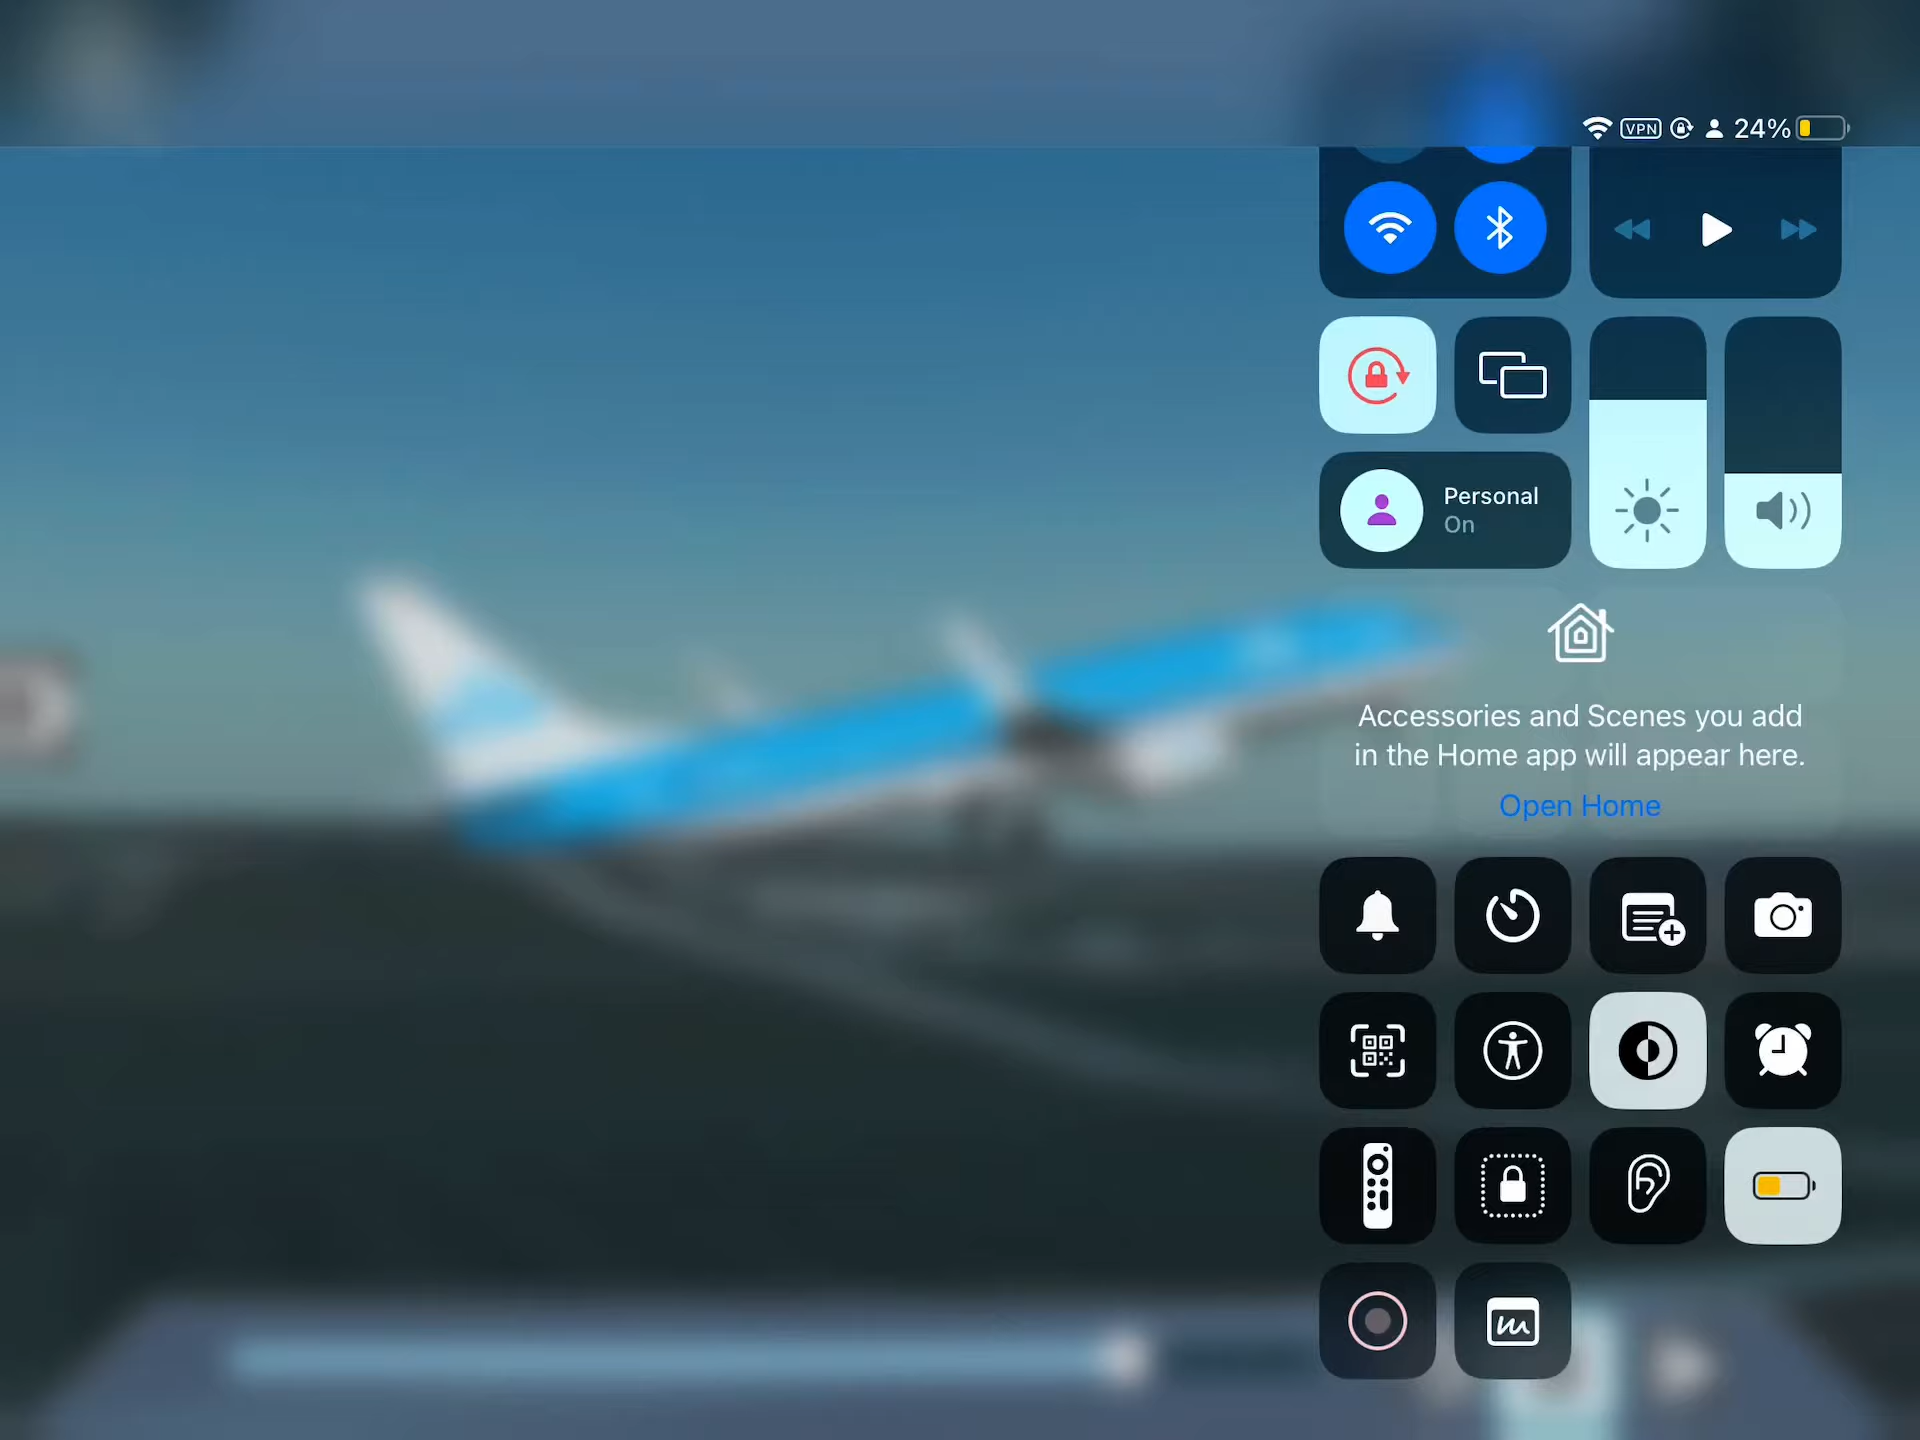 VPN 24%
Personal
On
Accessories and Scenes you add
in the Home app will appear here.
Open Home